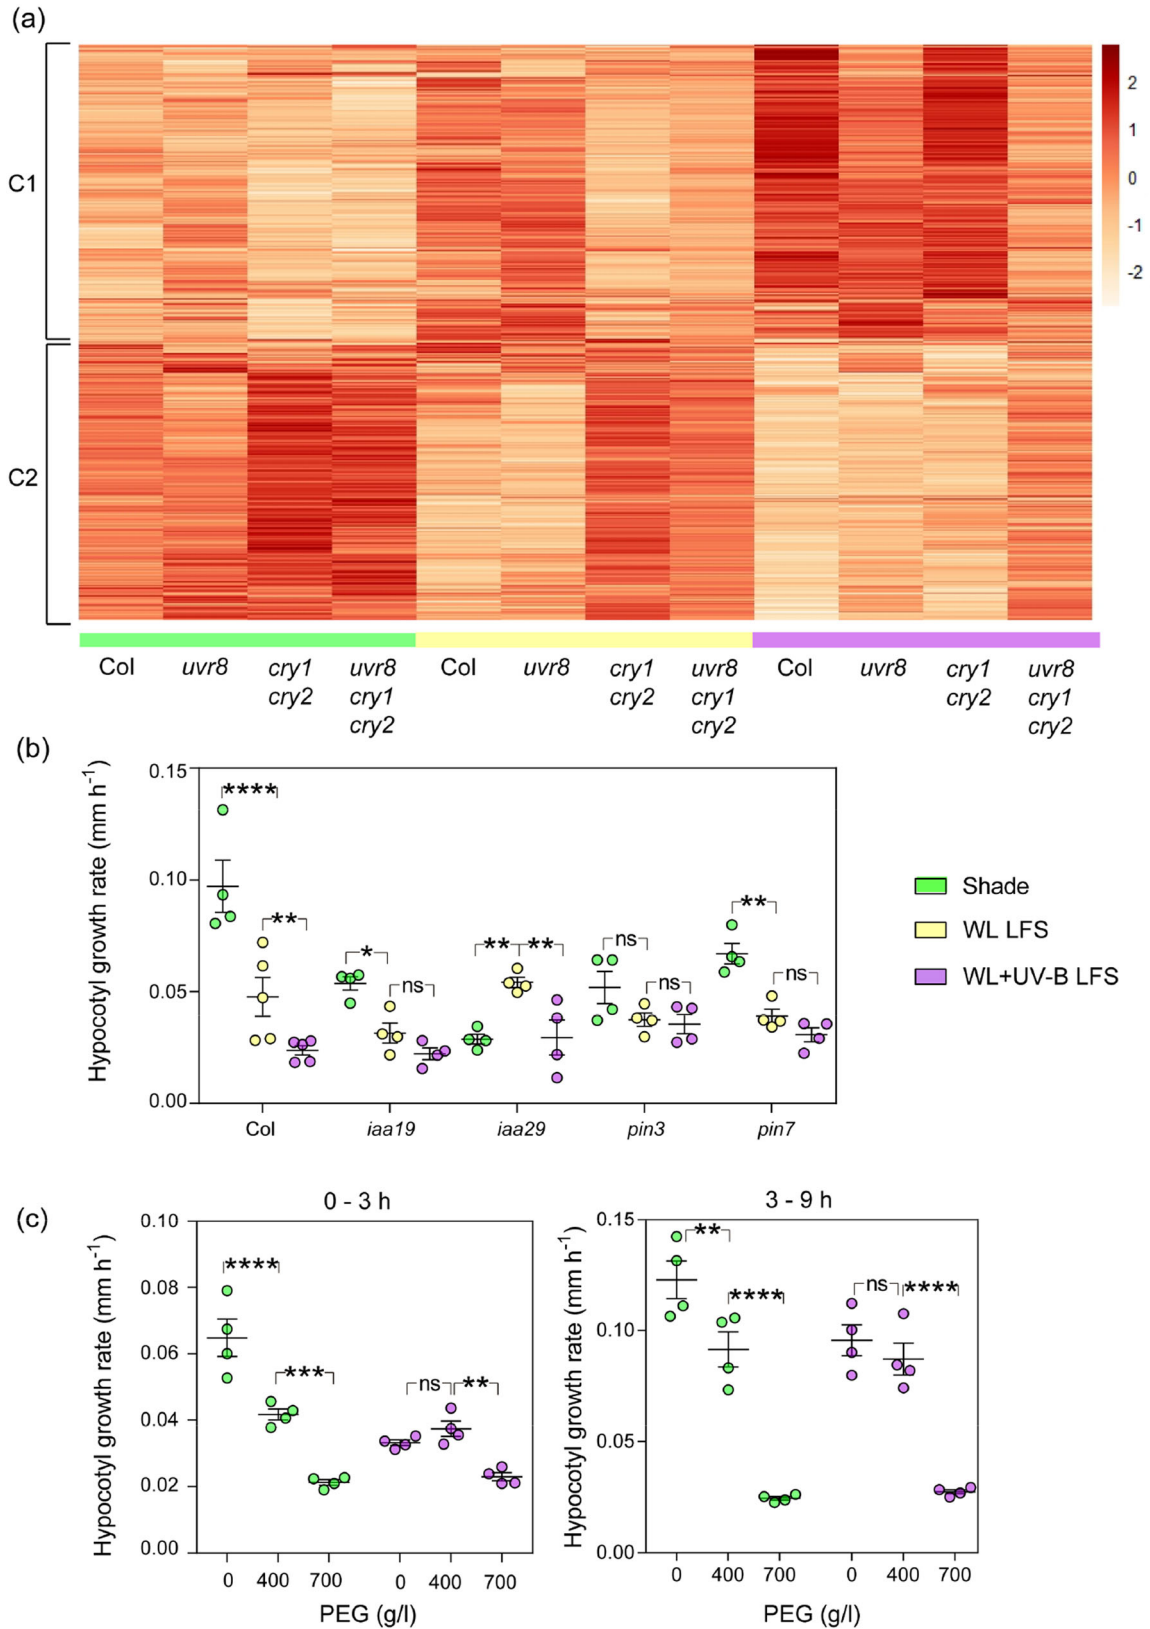 (a)
C1
C2
2
1
0
-1
-2
Col uvr8 cry1 cry2 uvr8 cry1 cry2 Col uvr8 cry1 cry2 uvr8 cry1 cry2 Col uvr8 cry1 cry2 uvr8 cry1 cry2
(b)
Hypocotyl growth rate (mm h-1)
0.15
0.10
0.05
0.00
**** ** * ns ** ** ns ns ** ns
Col iaa19 iaa29 pin3 pin7
Shade
WL LFS
WL+UV-B LFS
(c)
0 - 3 h
Hypocotyl growth rate (mm h-1)
0.10
0.08
0.06
0.04
0.02
0.00
**** *** ns **
0 400 700 0 400 700
PEG (g/l)
3 - 9 h
Hypocotyl growth rate (mm h-1)
0.15
0.10
0.05
0.00
** **** ns ****
0 400 700 0 400 700
PEG (g/l)